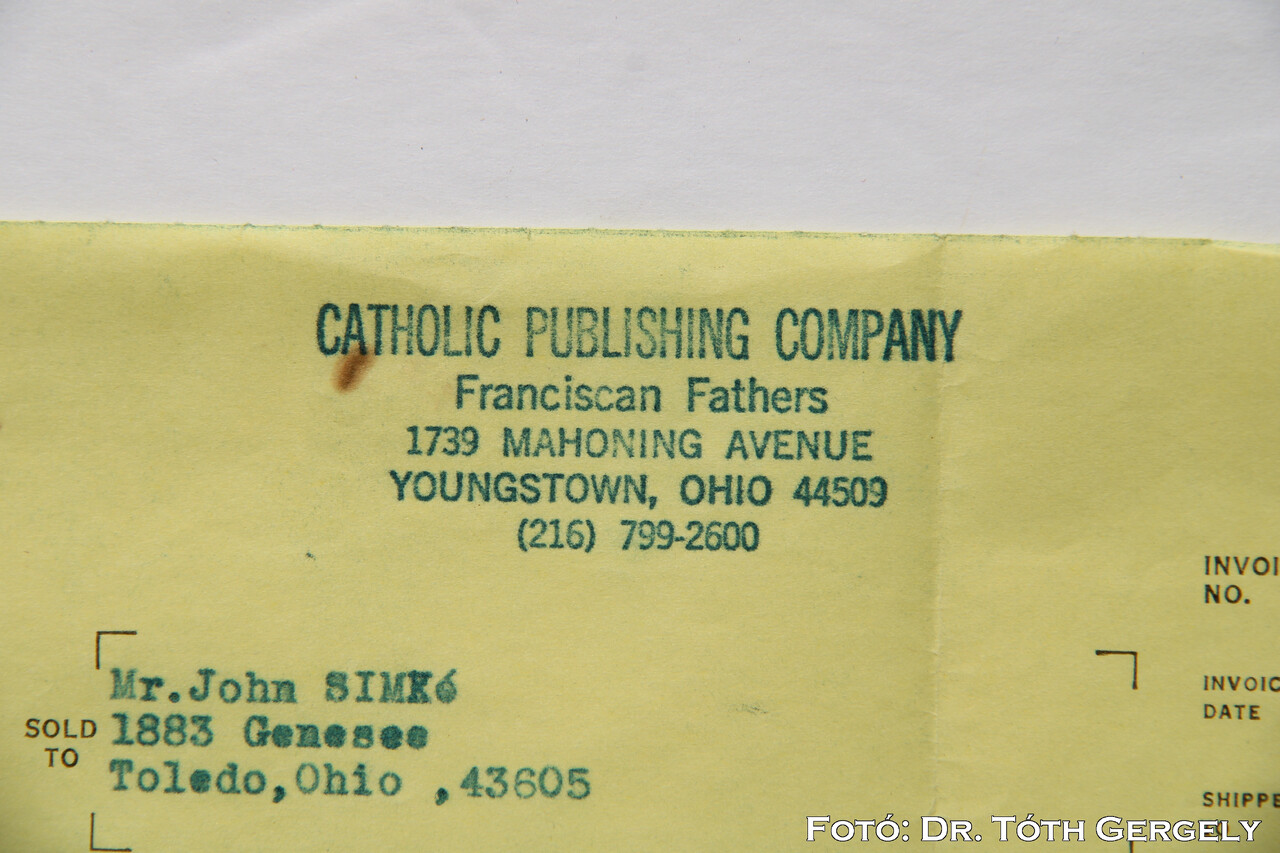 CATHOLIC PUBLISHING COMPANY
Franciscan Fathers
1739 MAHONING AVENUE
YOUNGSTOWN, OHIO 44509
(216) 799-2600
INVOI
NO.
Mr.John SIMKó
SOLD
TO
1883 Genesee
Toledo,Ohio ,43605
INVOIC
DATE
SHIPPE
Fotó: Dr. Tóth Gergely